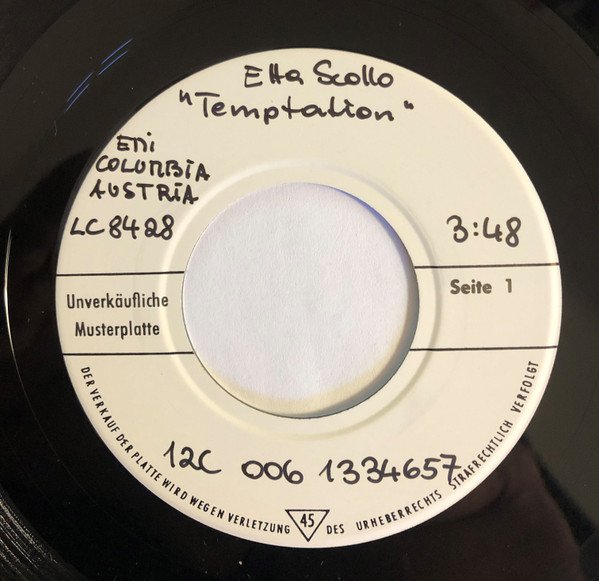 Etta Scollo
"Temptation"
EMi
COLUMBiA
AUSTRiA
LC 8428
3:48
Unverkäufliche
Musterplatte
Seite 1
12C 006 1334657
DER VERKAUF DER PLATTE WIRD WEGEN VERLETZUNG DES URHEBERRECHTS STRAFRECHTLICH VERFOLGT
45